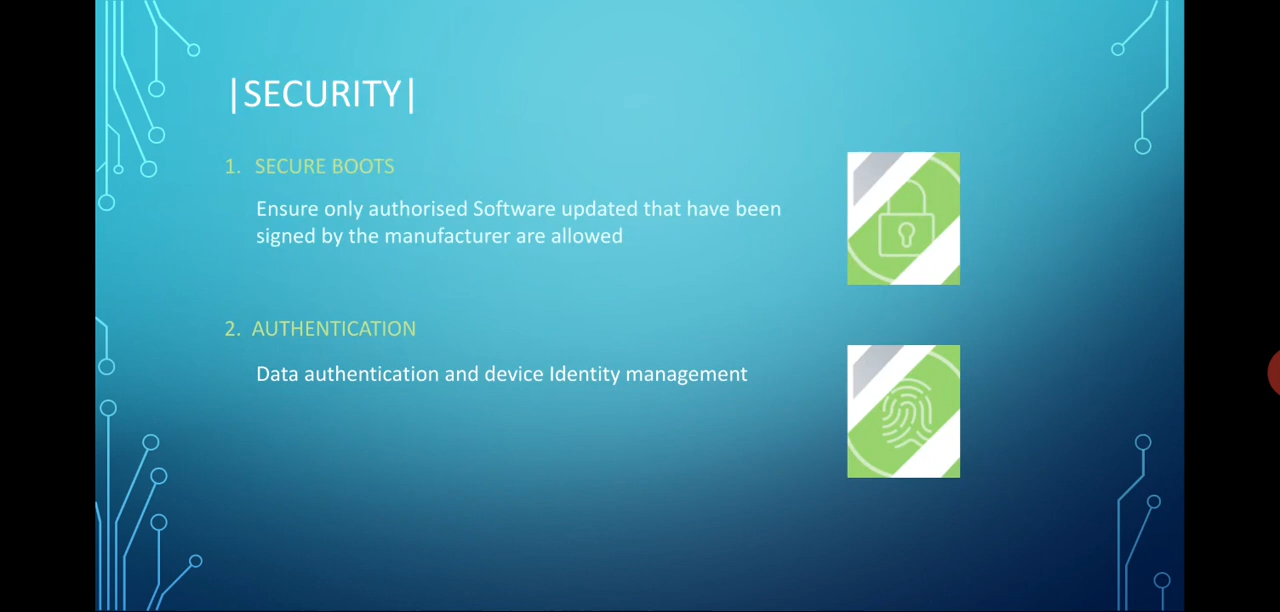 |SECURITY|
1. SECURE BOOTS
Ensure only authorised Software updated that have been
signed by the manufacturer are allowed
2. AUTHENTICATION
Data authentication and device Identity management